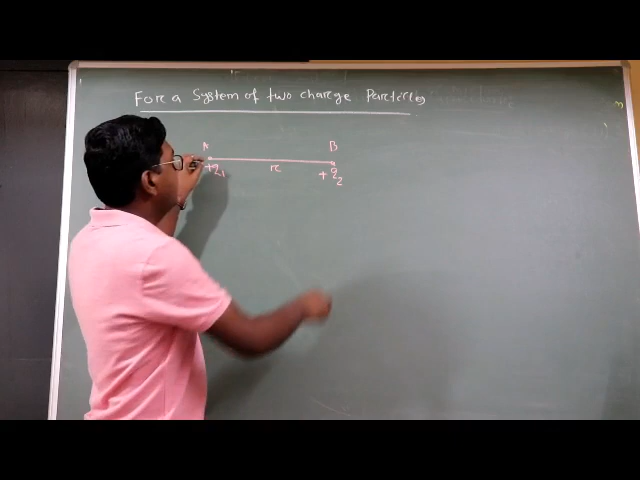 For a System of two charge Particles
A B
+q₁ r +q₂